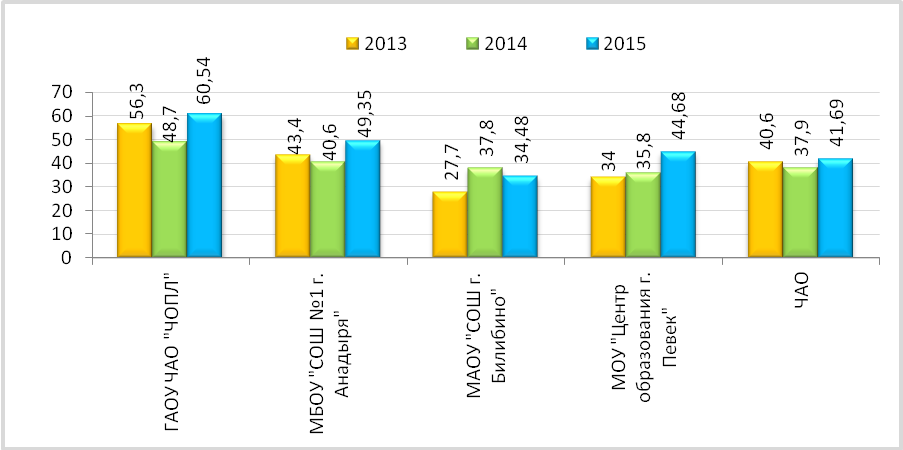 2013 2014 2015
70
60
50
40
30
20
10
0
56,3 48,7 60,54
43,4 40,6 49,35
27,7 37,8 34,48
34 35,8 44,68
40,6 37,9 41,69
ГАОУ ЧАО "ЧОПЛ"
МБОУ "СОШ №1 г.
Анадыря"
МАОУ "СОШ г.
Билибино"
МОУ "Центр
образования г.
Певек"
ЧАО